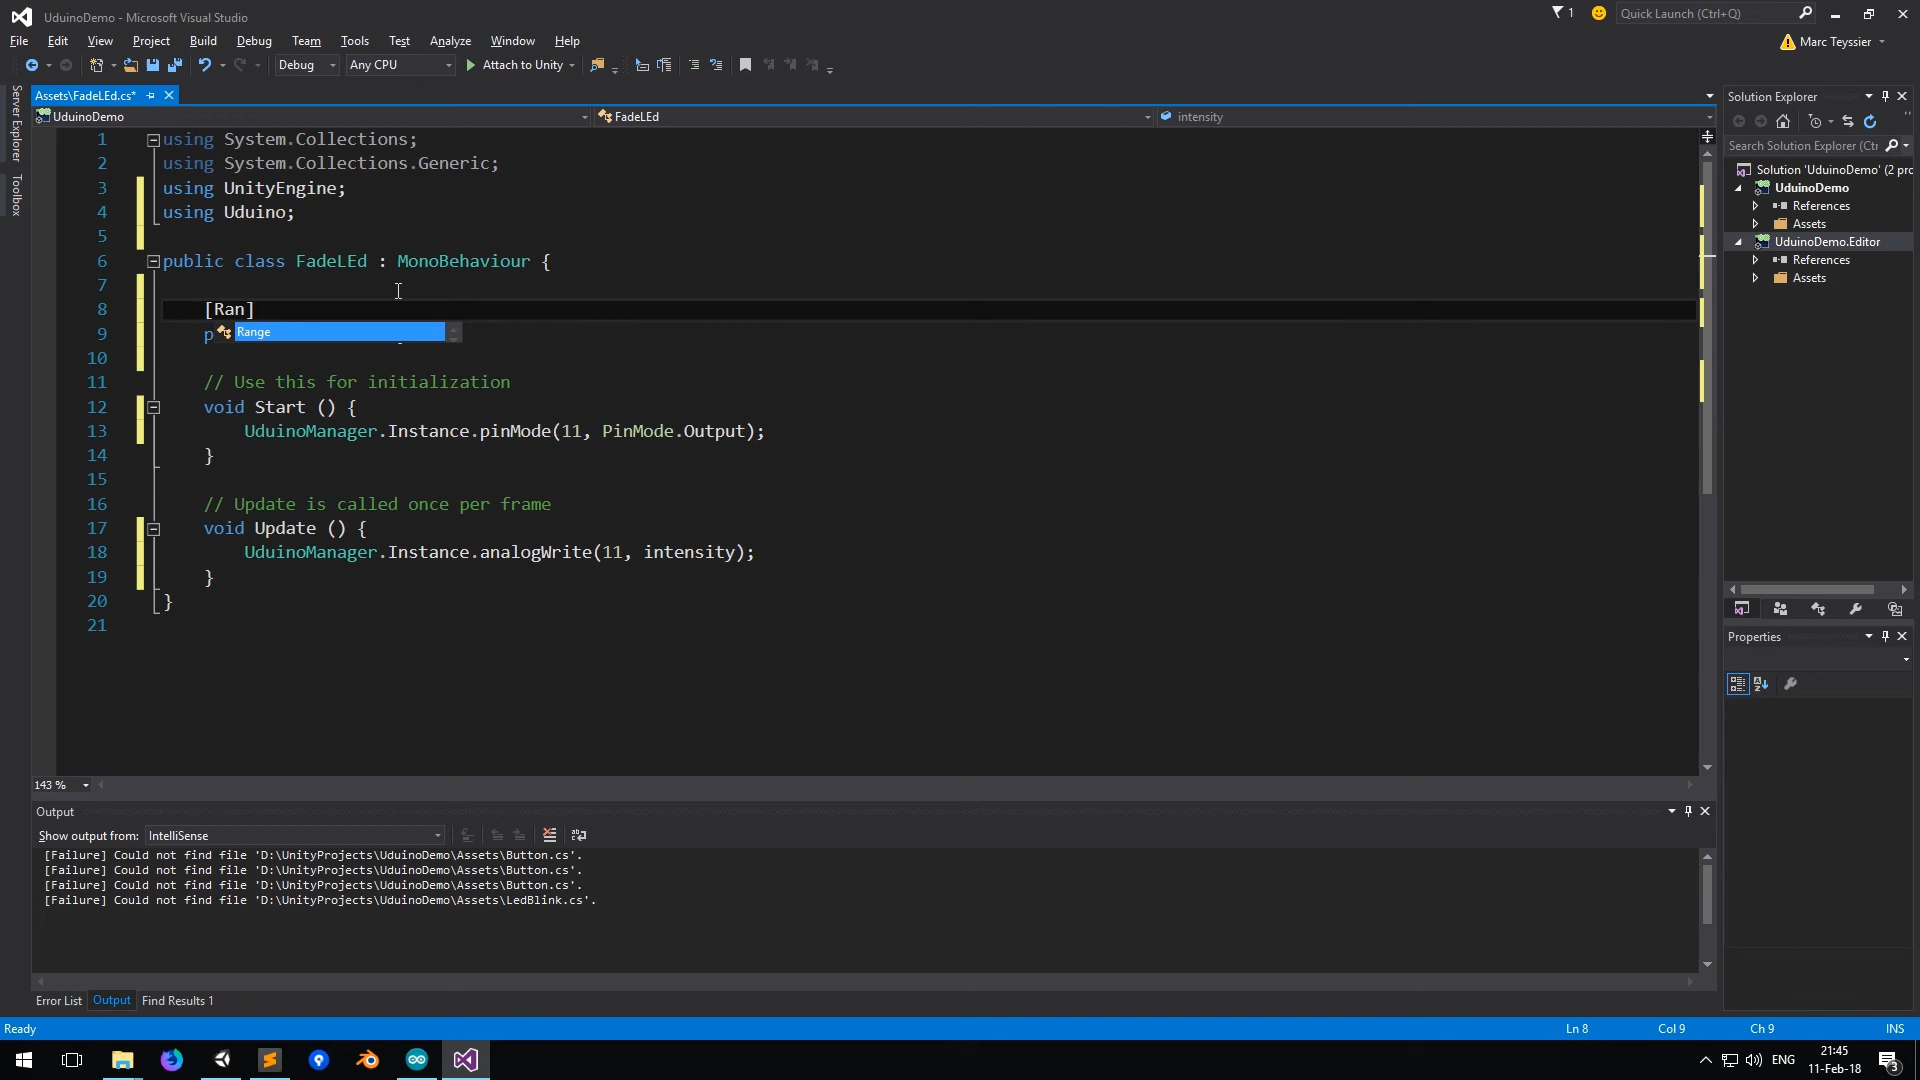 UduinoDemo - Microsoft Visual Studio
1
Quick Launch (Ctrl+Q)
File Edit View Project Build Debug Team Tools Test Analyze Window Help
Marc Teyssier
Debug Any CPU Attach to Unity
Server Explorer
Toolbox
Assets\FadeLEd.cs*
UduinoDemo FadeLEd intensity
1 using System.Collections;
2 using System.Collections.Generic;
3 using UnityEngine;
4 using Uduino;
5
6 public class FadeLEd : MonoBehaviour {
7
8 [Ran]
Range
9 p
10
11 // Use this for initialization
12 void Start () {
13 UduinoManager.Instance.pinMode(11, PinMode.Output);
14 }
15
16 // Update is called once per frame
17 void Update () {
18 UduinoManager.Instance.analogWrite(11, intensity);
19 }
20 }
21
143 %
Solution Explorer
Search Solution Explorer (Ctr
Solution 'UduinoDemo' (2 pro
UduinoDemo
References
Assets
UduinoDemo.Editor
References
Assets
Properties
Output
Show output from: IntelliSense
[Failure] Could not find file 'D:\UnityProjects\UduinoDemo\Assets\Button.cs'.
[Failure] Could not find file 'D:\UnityProjects\UduinoDemo\Assets\Button.cs'.
[Failure] Could not find file 'D:\UnityProjects\UduinoDemo\Assets\Button.cs'.
[Failure] Could not find file 'D:\UnityProjects\UduinoDemo\Assets\LedBlink.cs'.
Error List Output Find Results 1
Ready Ln 8 Col 9 Ch 9 INS
ENG
21:45
11-Feb-18
3